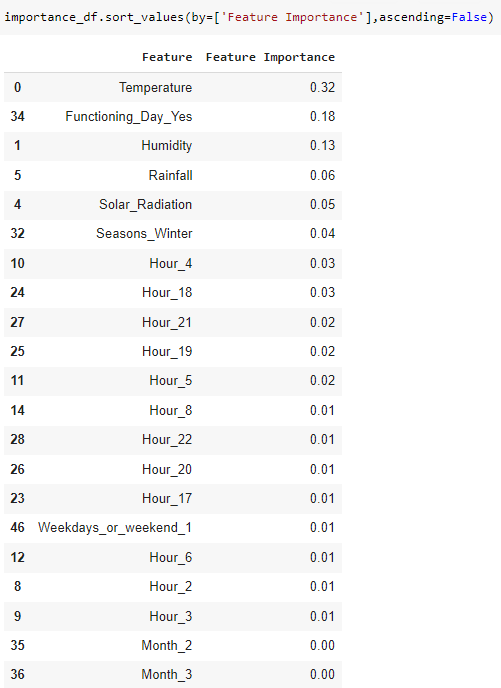 importance_df.sort_values(by=['Feature Importance'],ascending=False)
Feature Feature Importance
0 Temperature 0.32
34 Functioning_Day_Yes 0.18
1 Humidity 0.13
5 Rainfall 0.06
4 Solar_Radiation 0.05
32 Seasons_Winter 0.04
10 Hour_4 0.03
24 Hour_18 0.03
27 Hour_21 0.02
25 Hour_19 0.02
11 Hour_5 0.02
14 Hour_8 0.01
28 Hour_22 0.01
26 Hour_20 0.01
23 Hour_17 0.01
46 Weekdays_or_weekend_1 0.01
12 Hour_6 0.01
8 Hour_2 0.01
9 Hour_3 0.01
35 Month_2 0.00
36 Month_3 0.00